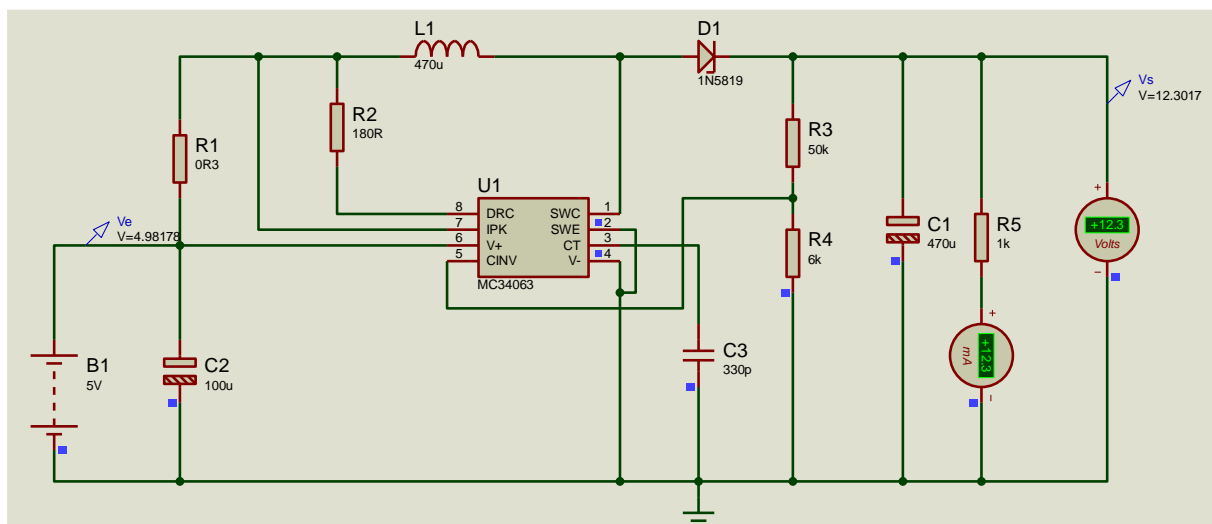 L1
470u
D1
1N5819
Vs
V=12.3017
R2
180R
R3
50k
R1
0R3
U1
8 DRC SWC 1
7 IPK SWE 2
6 V+ CT 3
5 CINV V- 4
MC34063
Ve
V=4.98178
R4
6k
C1
470u
R5
1k
+
+12.3
Volts
−
B1
5V
C2
100u
C3
330p
+
+12.3
mA
−